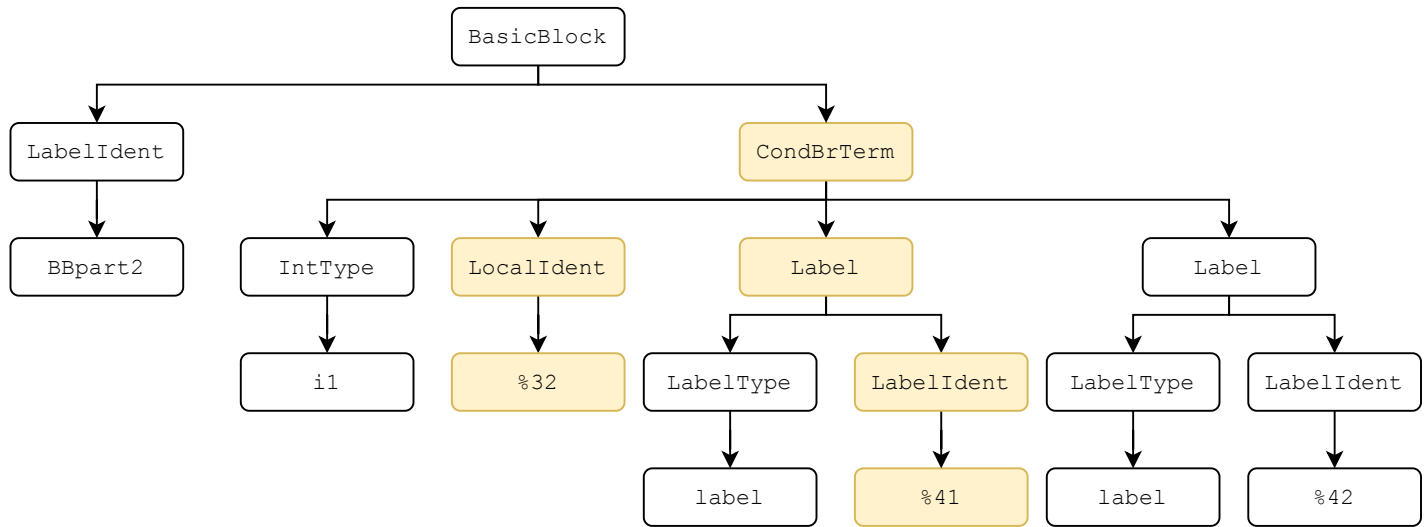 BasicBlock
LabelIdent
CondBrTerm
BBpart2
IntType
LocalIdent
Label
Label
i1
%32
LabelType
LabelIdent
LabelType
LabelIdent
label
%41
label
%42